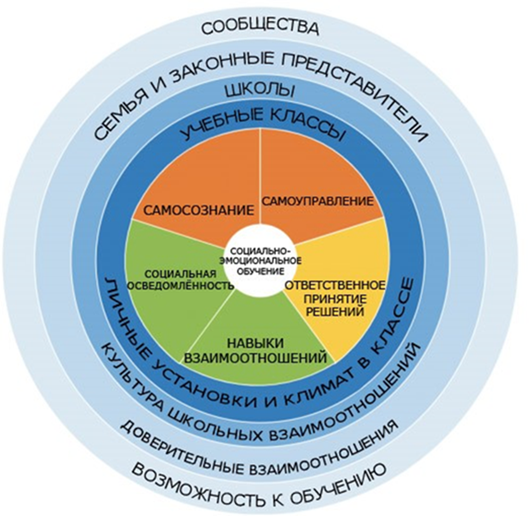 СООБЩЕСТВА
СЕМЬЯ И ЗАКОННЫЕ ПРЕДСТАВИТЕЛИ
ШКОЛЫ
УЧЕБНЫЕ КЛАССЫ
САМОСОЗНАНИЕ
САМОУПРАВЛЕНИЕ
СОЦИАЛЬНО-
ЭМОЦИОНАЛЬНОЕ
ОБУЧЕНИЕ
СОЦИАЛЬНАЯ
ОСВЕДОМЛЁННОСТЬ
ОТВЕТСТВЕННОЕ
ПРИНЯТИЕ
РЕШЕНИЙ
НАВЫКИ
ВЗАИМООТНОШЕНИЙ
ЛИЧНЫЕ УСТАНОВКИ И КЛИМАТ В КЛАССЕ
КУЛЬТУРА ШКОЛЬНЫХ ВЗАИМООТНОШЕНИЙ
ДОВЕРИТЕЛЬНЫЕ ВЗАИМООТНОШЕНИЯ
ВОЗМОЖНОСТЬ К ОБУЧЕНИЮ